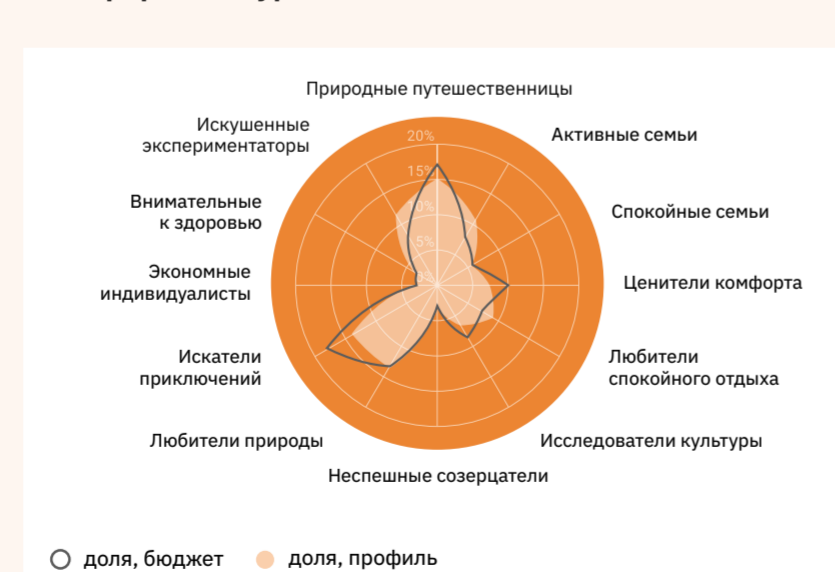 Природные путешественницы
Искушенные
экспериментаторы
Активные семьи
20%
15%
5%
Внимательные
к здоровью
Спокойные семьи
Экономные
индивидуалисты
Ценители комфорта
Искатели
приключений
Любители
спокойного отдыха
Любители природы
Исследователи культуры
Неспешные созерцатели
доля, бюджет
доля, профиль